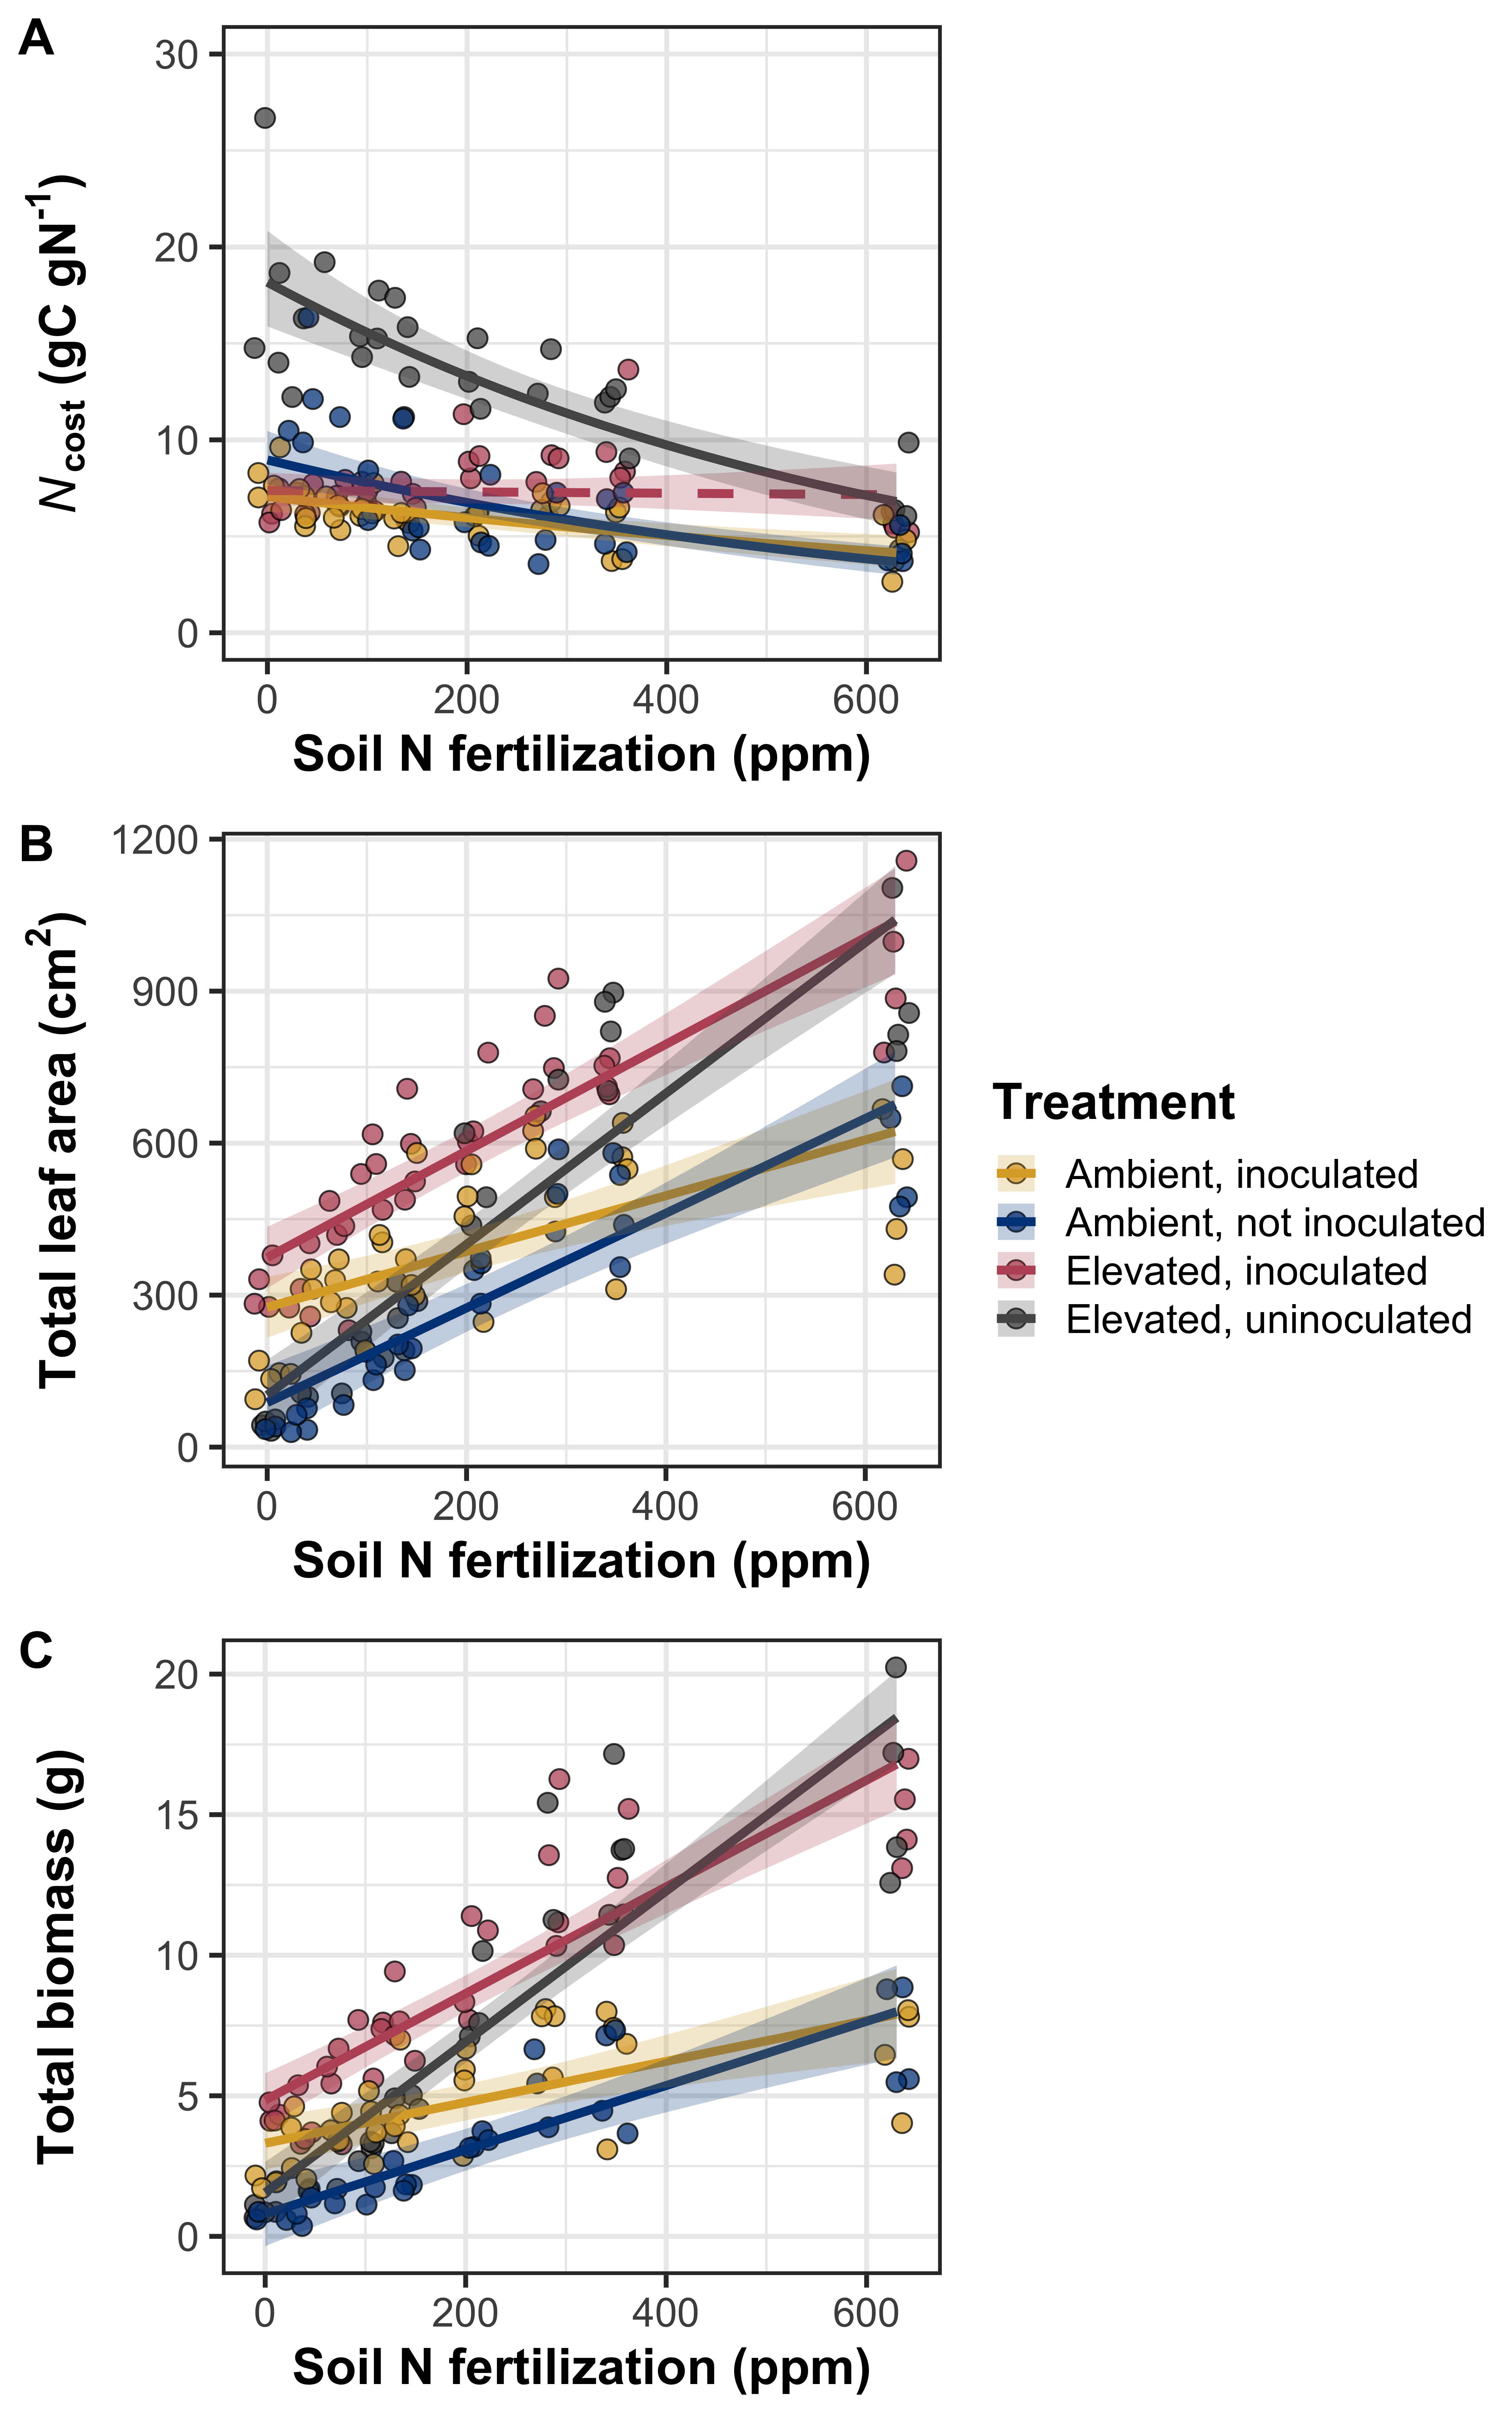 A
30
20
10
0
N cost (gC gN-1)
0 200 400 600
Soil N fertilization (ppm)
B
1200
900
600
300
0
Total leaf area (cm2)
0 200 400 600
Soil N fertilization (ppm)
Treatment
Ambient, inoculated
Ambient, not inoculated
Elevated, inoculated
Elevated, uninoculated
C
20
15
10
5
0
Total biomass (g)
0 200 400 600
Soil N fertilization (ppm)